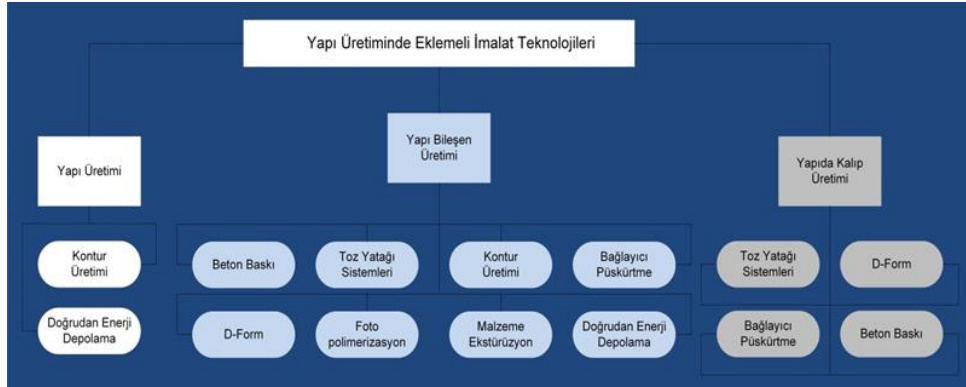 Yapı Üretiminde Eklemeli İmalat Teknolojileri
Yapı Üretimi
Yapı Bileşen
Üretimi
Yapıda Kalıp
Üretimi
Kontur
Üretimi
Doğrudan Enerji
Depolama
Beton Baskı
Toz Yatağı
Sistemleri
Kontur
Üretimi
Bağlayıcı
Püskürtme
D-Form
Foto
polimerizasyon
Malzeme
Ekstürüzyon
Doğrudan Enerji
Depolama
Toz Yatağı
Sistemleri
D-Form
Bağlayıcı
Püskürtme
Beton Baskı